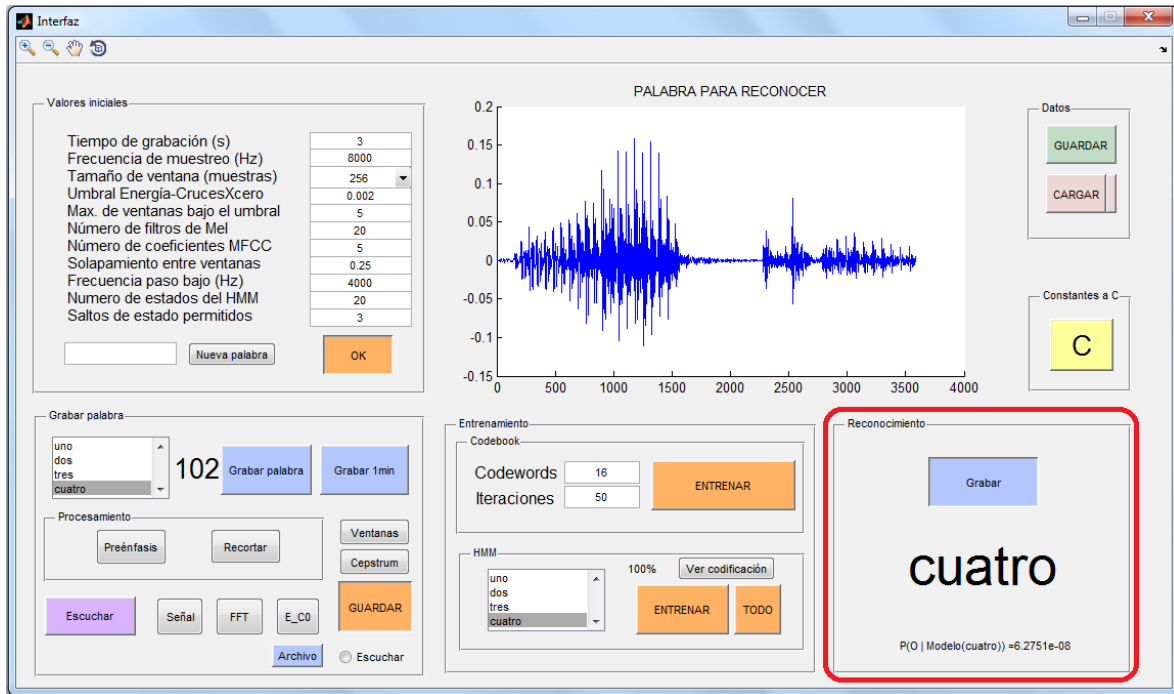 Interfaz
Valores iniciales
Tiempo de grabación (s) 3
Frecuencia de muestreo (Hz) 8000
Tamaño de ventana (muestras) 256
Umbral Energía-CrucesXcero 0.002
Max. de ventanas bajo el umbral 5
Número de filtros de Mel 20
Número de coeficientes MFCC 5
Solapamiento entre ventanas 0.25
Frecuencia paso bajo (Hz) 4000
Numero de estados del HMM 20
Saltos de estado permitidos 3
Nueva palabra OK
PALABRA PARA RECONOCER
0.2
0.15
0.1
0.05
0
-0.05
-0.1
-0.15
0 500 1000 1500 2000 2500 3000 3500 4000
Datos
GUARDAR
CARGAR
Constantes a C
C
Grabar palabra
uno
dos
tres
cuatro
102 Grabar palabra Grabar 1min
Procesamiento
Preénfasis Recortar
Ventanas
Cepstrum
Escuchar Señal FFT E_C0 GUARDAR
Archivo Escuchar
Entrenamiento
Codebook
Codewords 16
Iteraciones 50
ENTRENAR
HMM
uno
dos
tres
cuatro
100% Ver codificación
ENTRENAR TODO
Reconocimiento
Grabar
cuatro
P(O | Modelo(cuatro)) =6.2751e-08